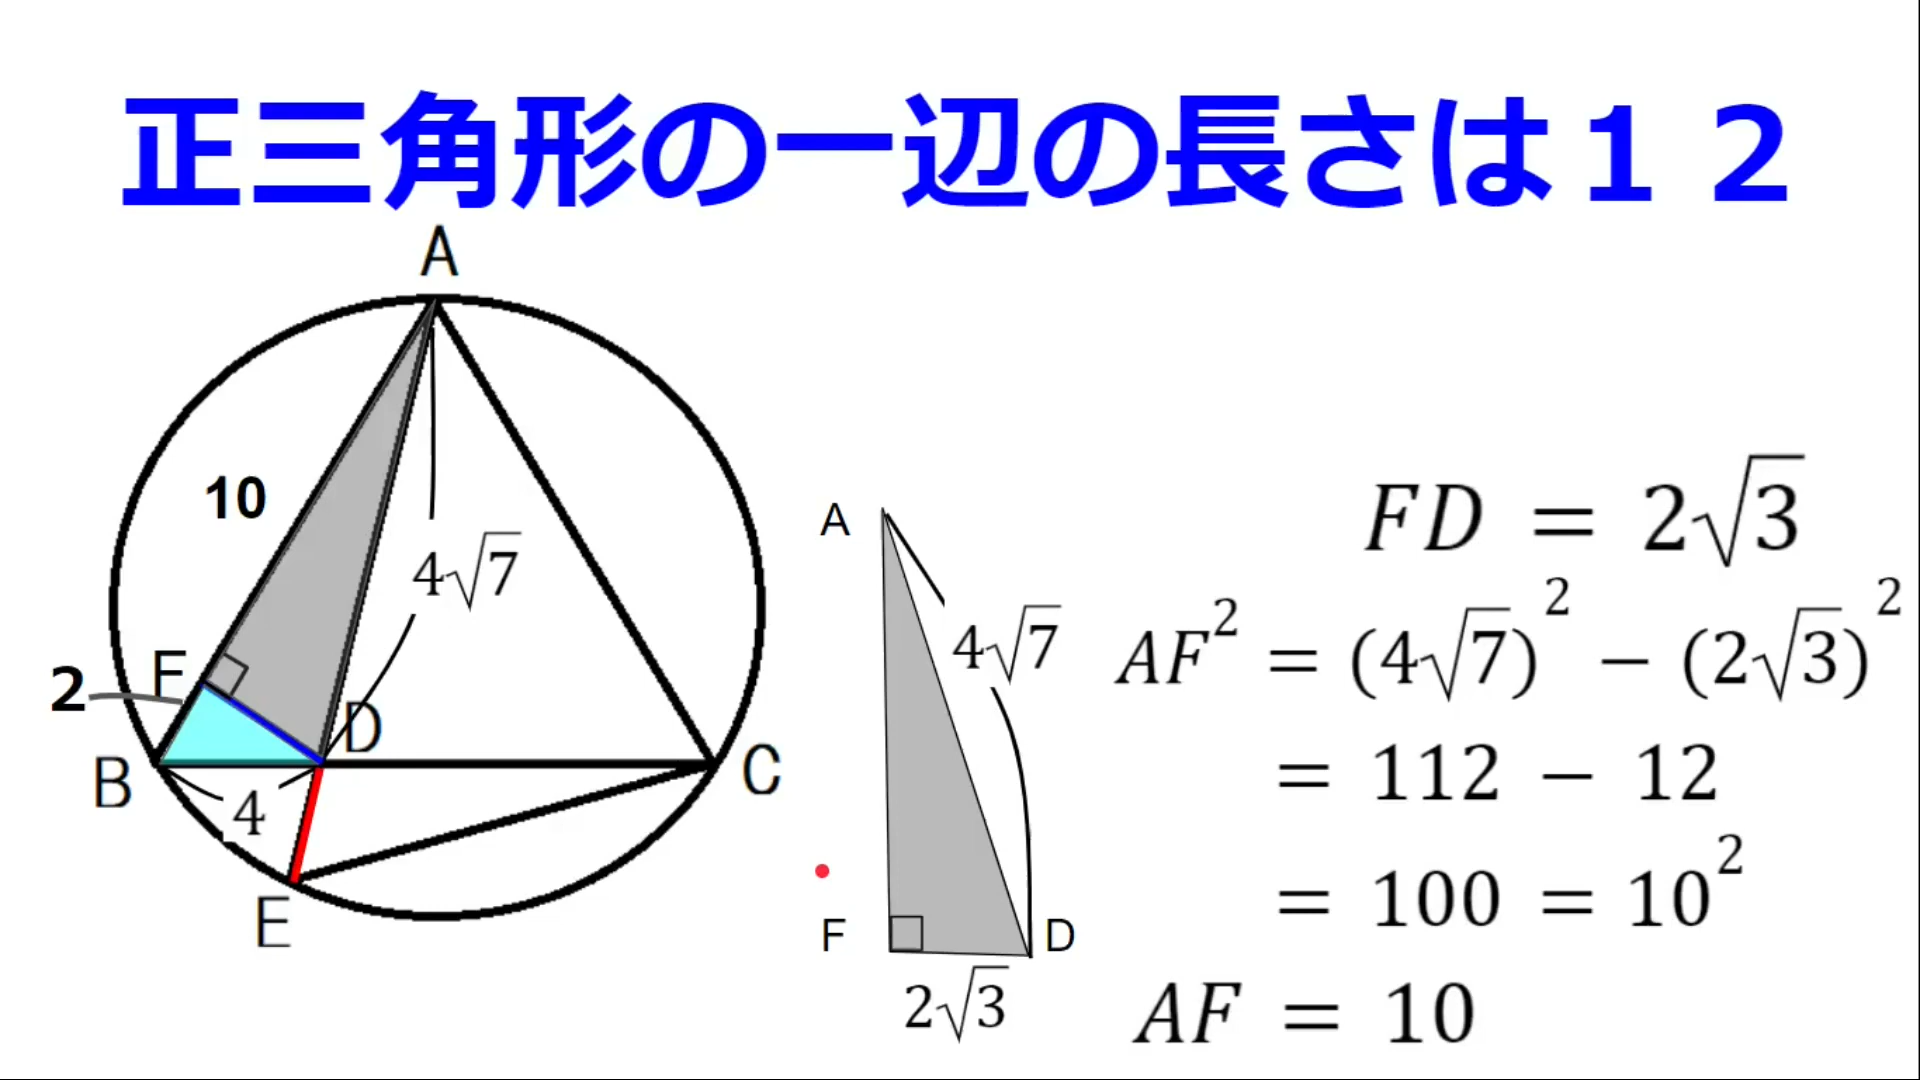 正三角形の一辺の長さは12
A
10
4√7
F
2
D
B
C
4
E
A
4√7
F
D
2√3
FD = 2√3
AF² = (4√7)² − (2√3)²
= 112 − 12
= 100 = 10²
AF = 10